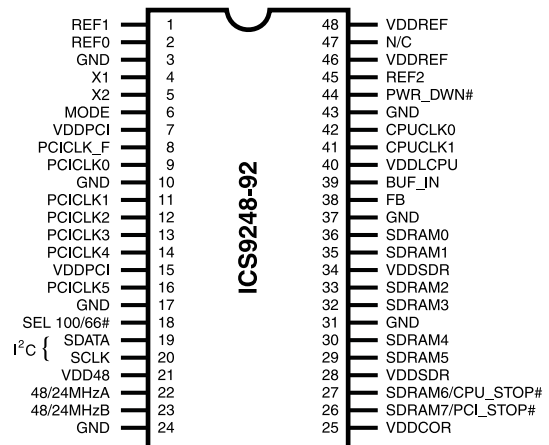 REF1 1 48 VDDREF
REF0 2 47 N/C
GND 3 46 VDDREF
X1 4 45 REF2
X2 5 44 PWR_DWN#
MODE 6 43 GND
VDDPCI 7 42 CPUCLK0
PCICLK_F 8 41 CPUCLK1
PCICLK0 9 40 VDDLCPU
GND 10 39 BUF_IN
PCICLK1 11 38 FB
PCICLK2 12 37 GND
PCICLK3 13 36 SDRAM0
PCICLK4 14 35 SDRAM1
VDDPCI 15 34 VDDSDR
PCICLK5 16 33 SDRAM2
GND 17 32 SDRAM3
SEL 100/66# 18 31 GND
I²C { SDATA 19 30 SDRAM4
SCLK 20 29 SDRAM5
VDD48 21 28 VDDSDR
48/24MHzA 22 27 SDRAM6/CPU_STOP#
48/24MHzB 23 26 SDRAM7/PCI_STOP#
GND 24 25 VDDCOR
ICS9248-92